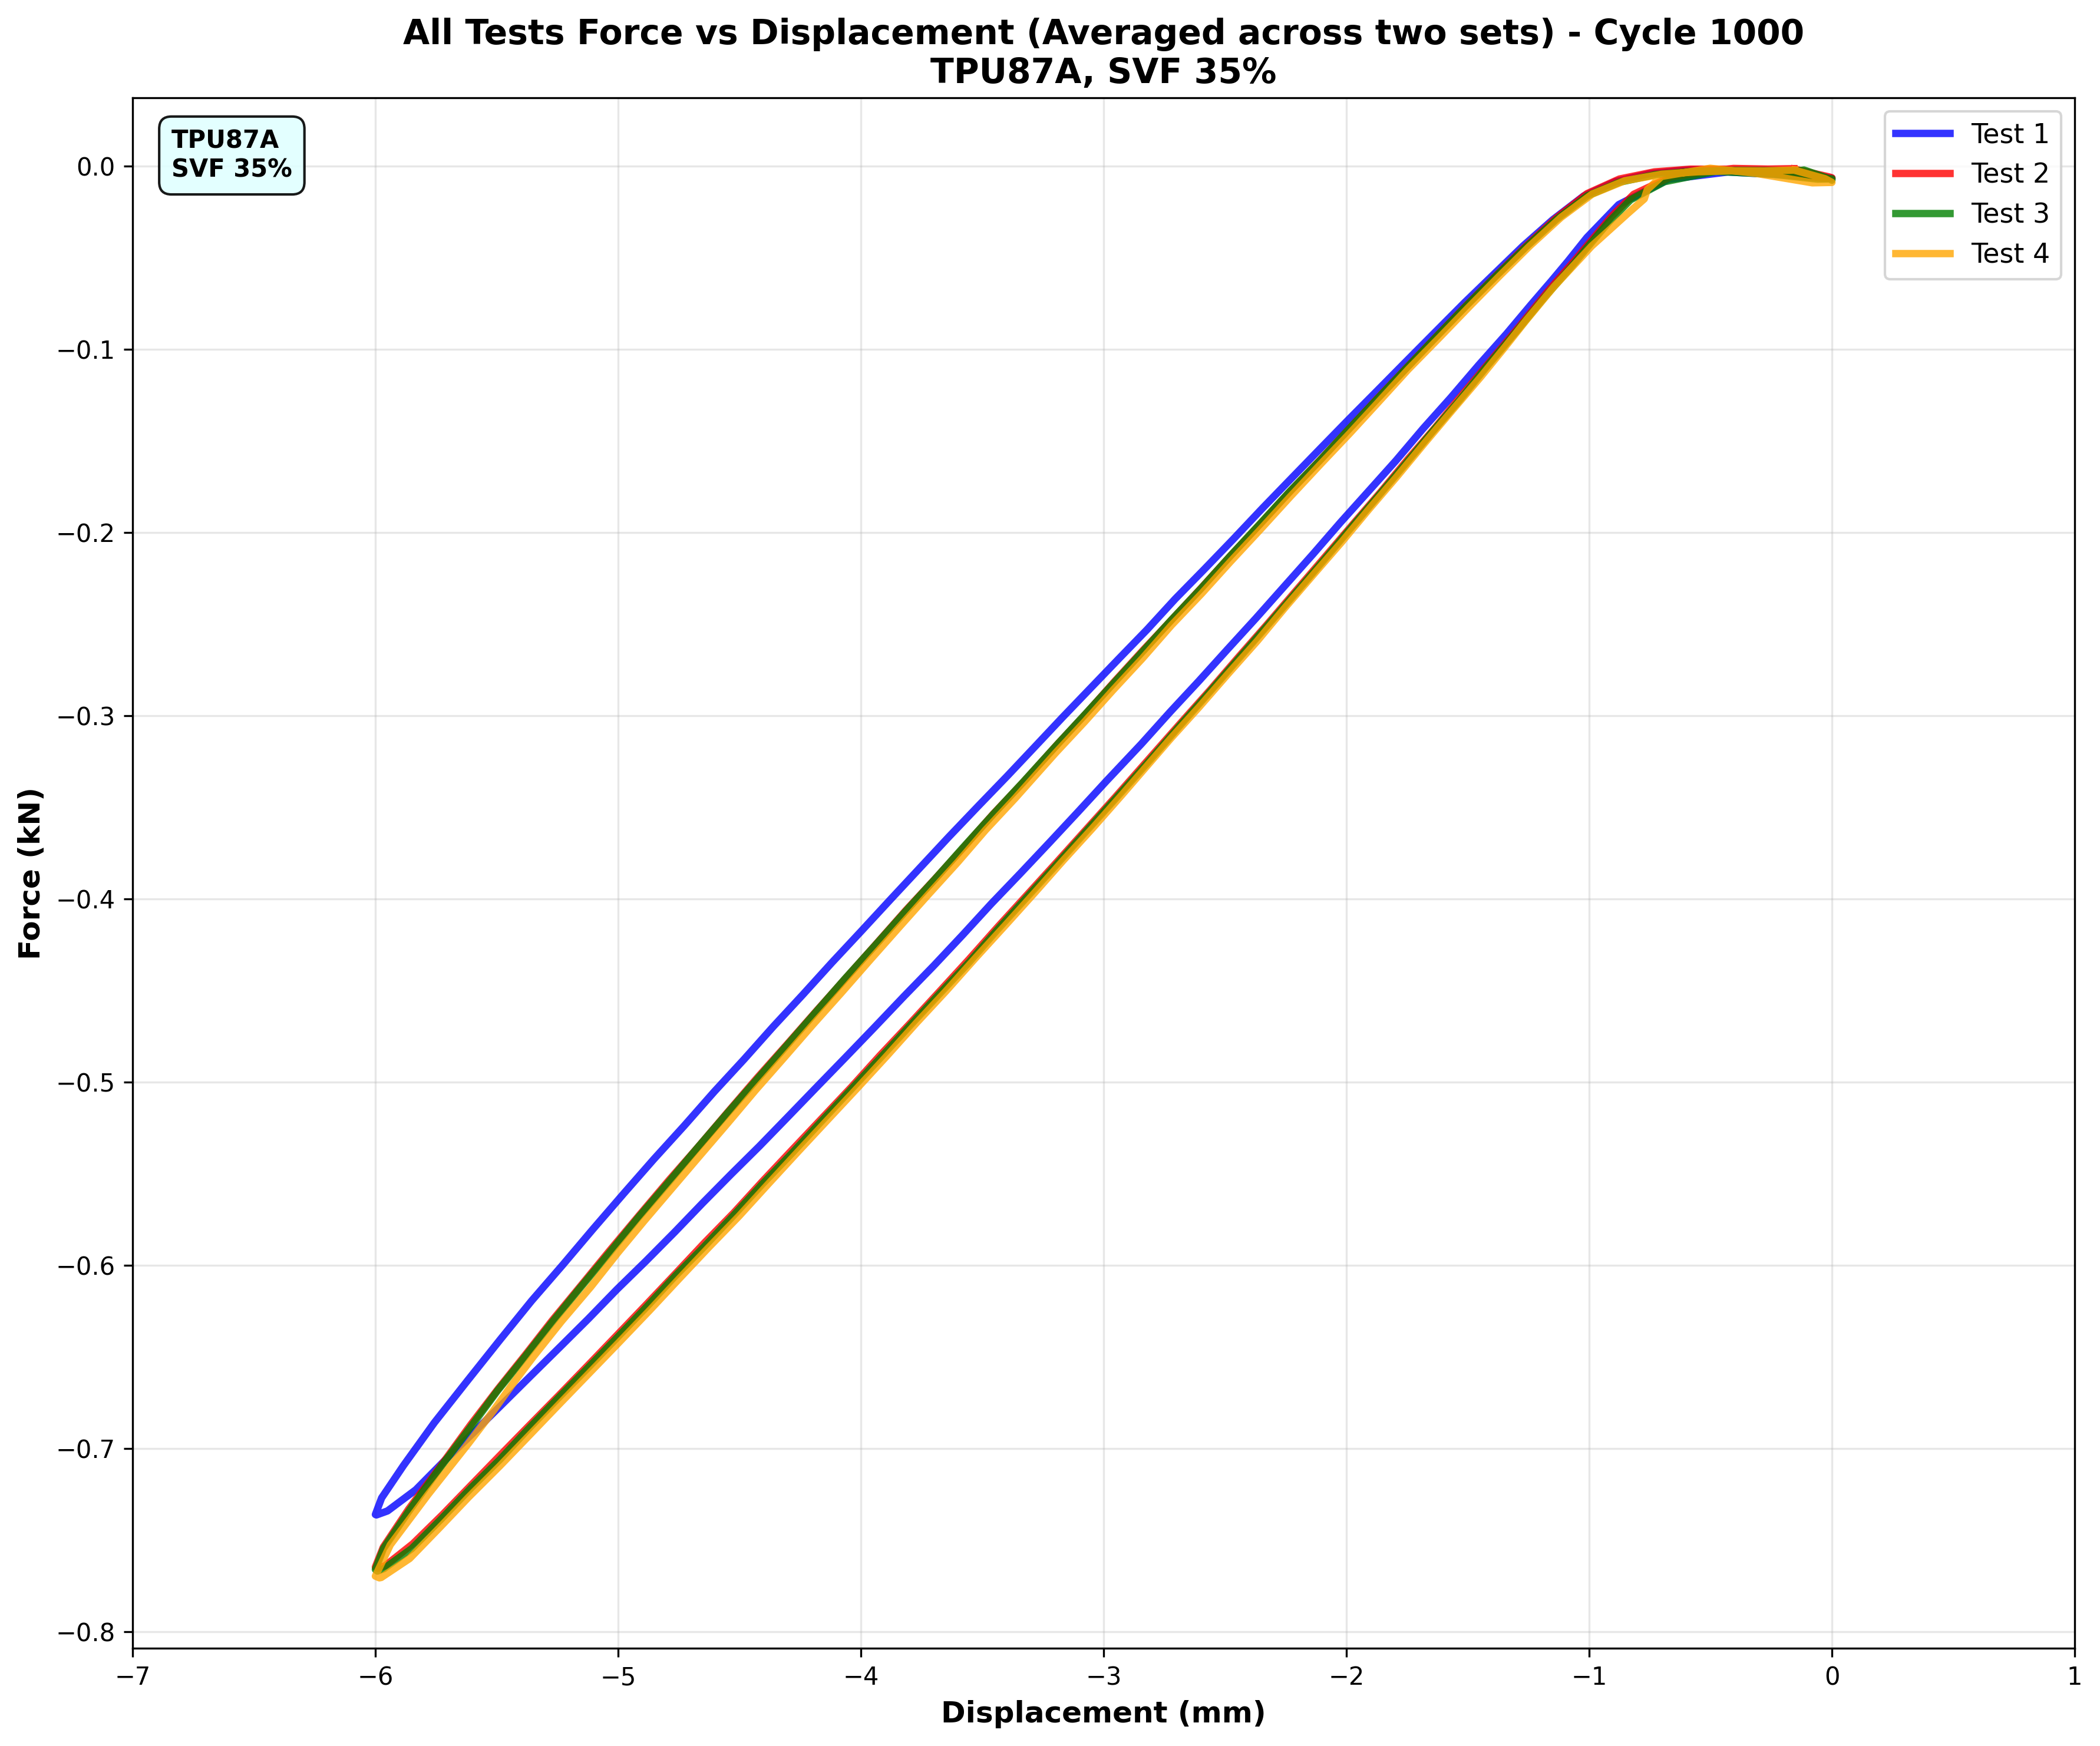 All Tests Force vs Displacement (Averaged across two sets) - Cycle 1000
TPU87A, SVF 35%
TPU87A
SVF 35%
Test 1
Test 2
Test 3
Test 4
0.0
−0.1
−0.2
−0.3
−0.4
−0.5
−0.6
−0.7
−0.8
Force (kN)
−7 −6 −5 −4 −3 −2 −1 0 1
Displacement (mm)